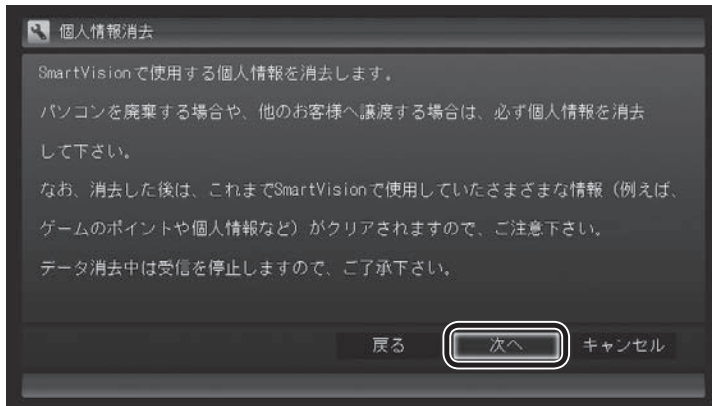 個人情報消去
SmartVisionで使用する個人情報を消去します。
パソコンを廃棄する場合や、他のお客様へ譲渡する場合は、必ず個人情報を消去
して下さい。
なお、消去した後は、これまでSmartVisionで使用していたさまざまな情報（例えば、
ゲームのポイントや個人情報など）がクリアされますので、ご注意下さい。
データ消去中は受信を停止しますので、ご了承下さい。
戻る 次へ キャンセル